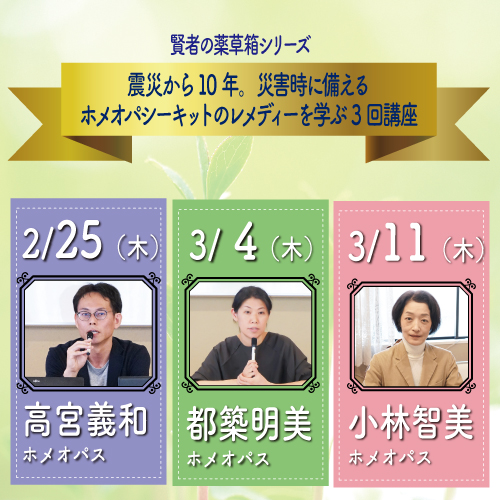 賢者の薬草箱シリーズ
震災から10年。災害時に備える
ホメオパシーキットのレメディーを学ぶ3回講座
2/25（木）
高宮義和
ホメオパス
3/ 4（木）
都築明美
ホメオパス
3/11（木）
小林智美
ホメオパス